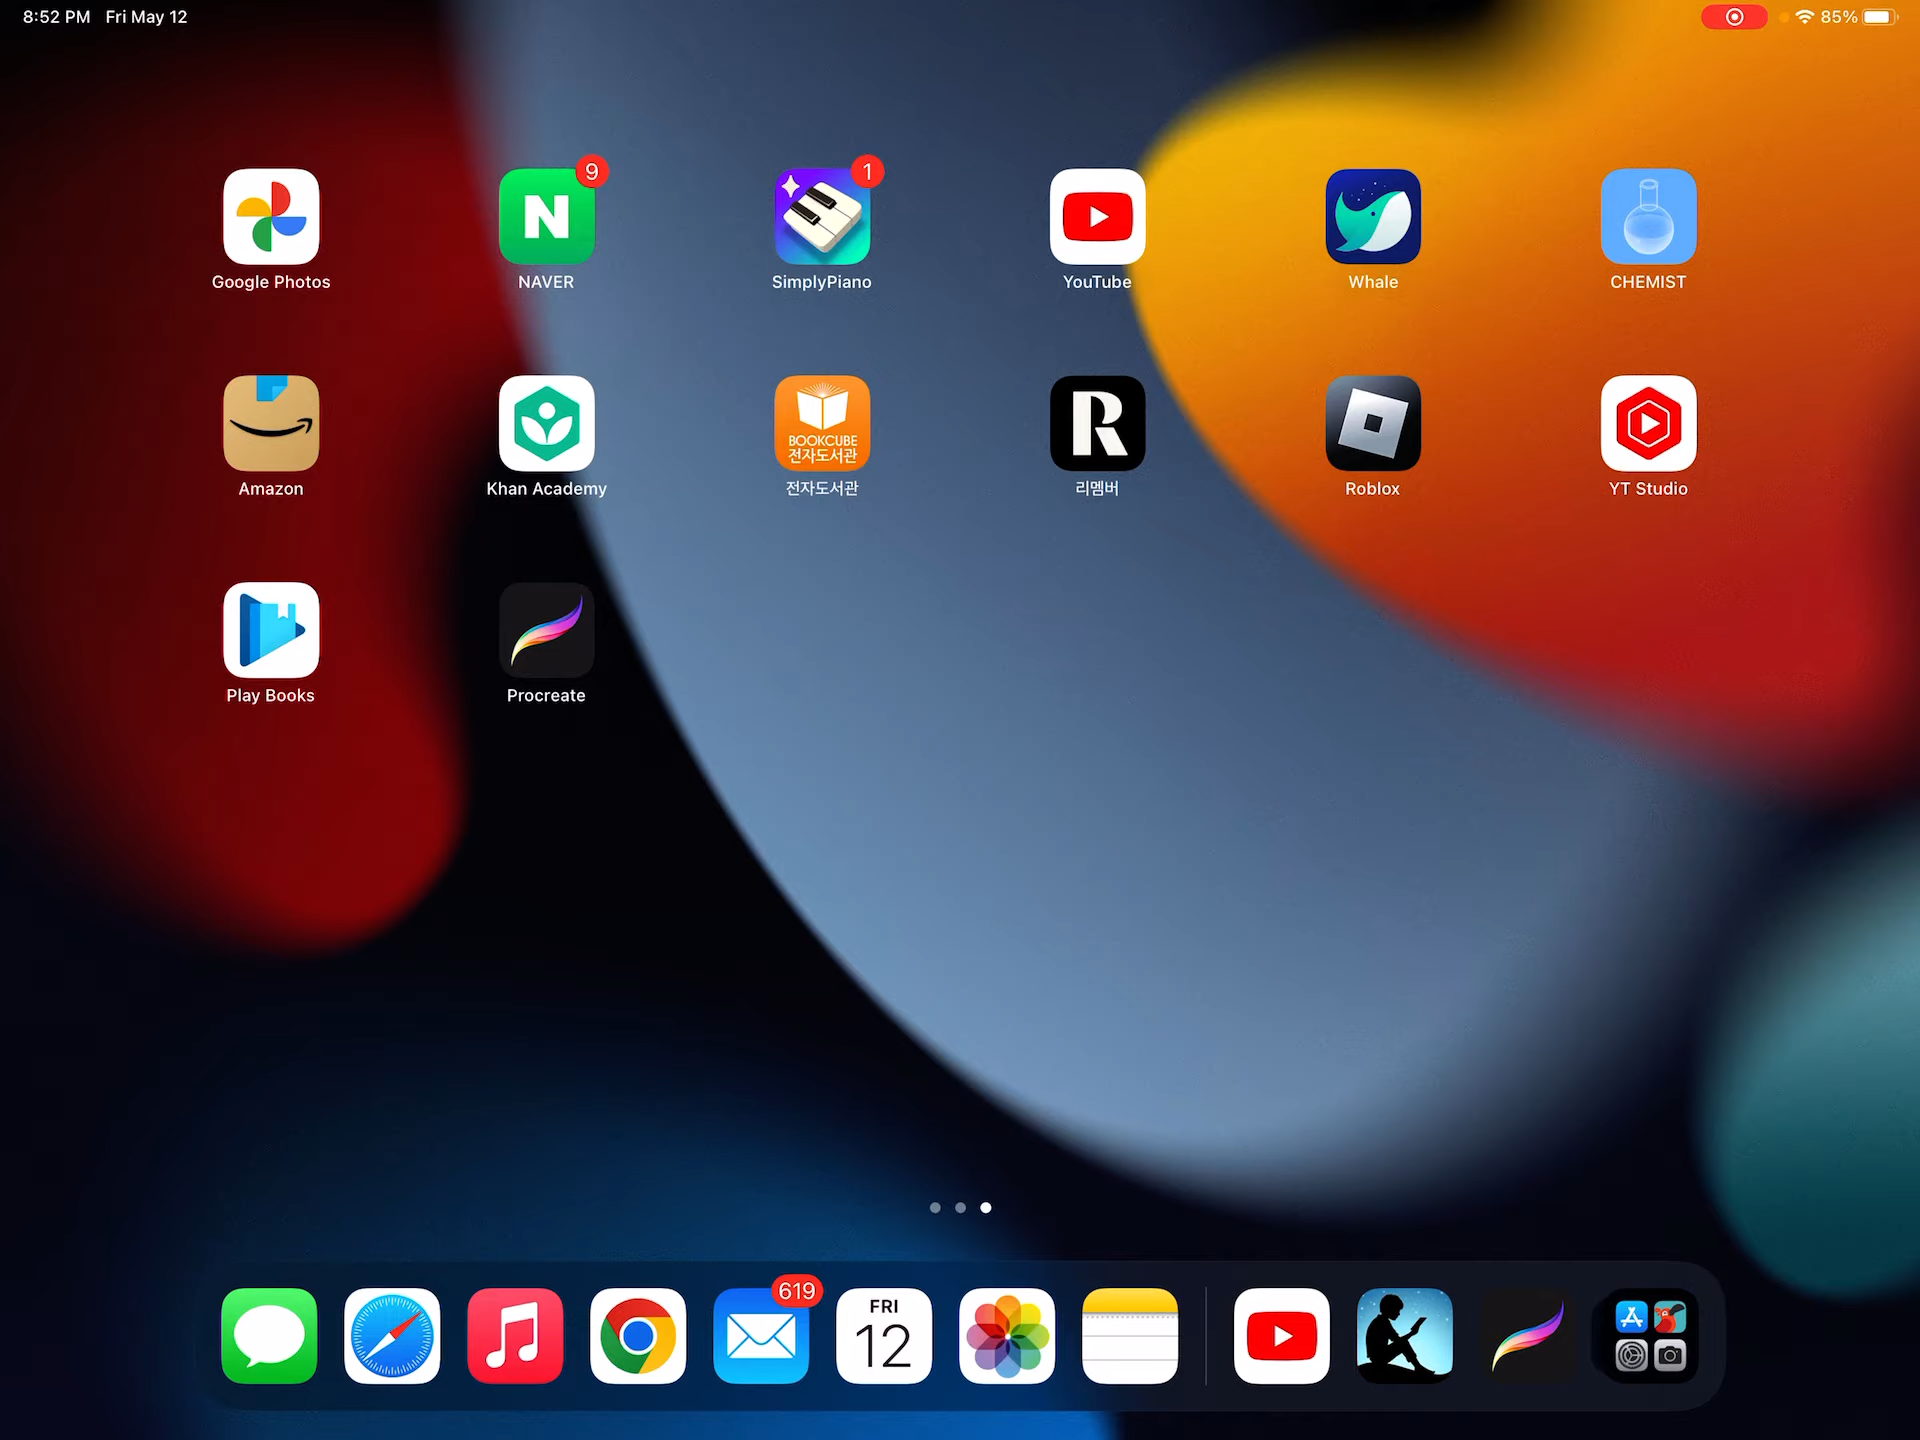 8:52 PM Fri May 12
85%
9
1
N
Google Photos
NAVER
SimplyPiano
YouTube
Whale
CHEMIST
BOOKCUBE
전자도서관
R
Amazon
Khan Academy
전자도서관
리멤버
Roblox
YT Studio
Play Books
Procreate
619
FRI
12